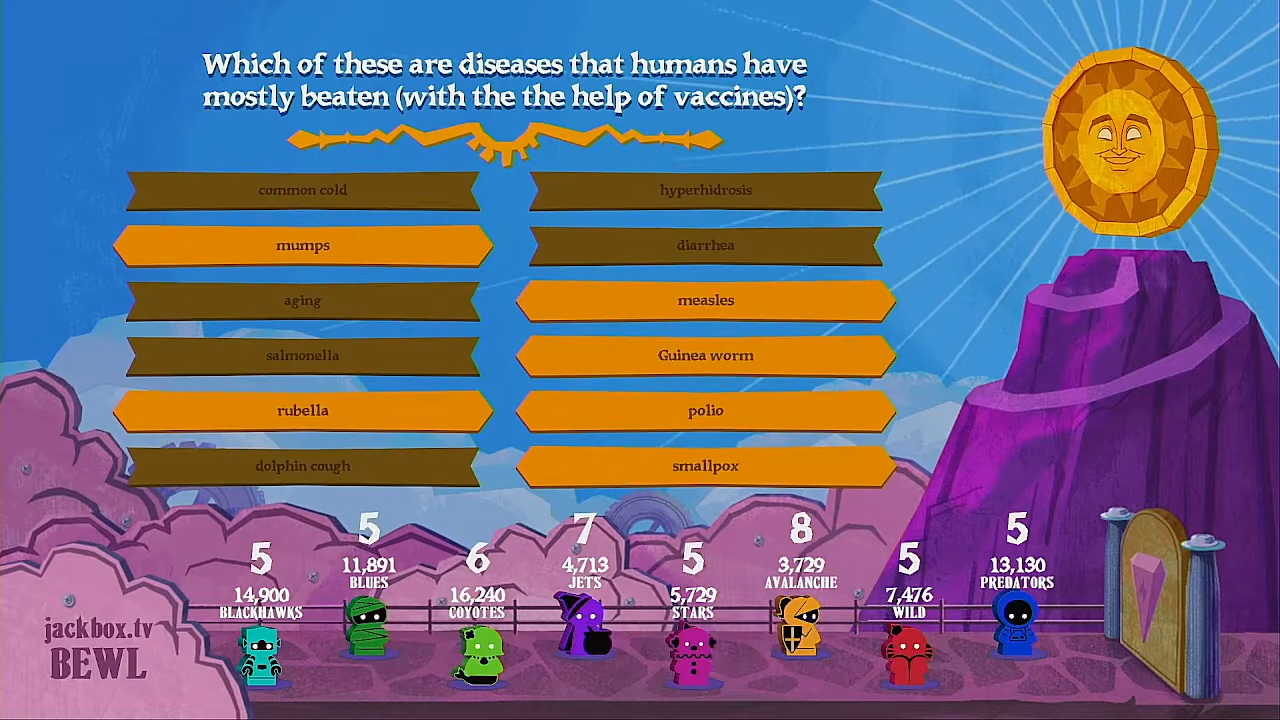 Which of these are diseases that humans have
mostly beaten (with the the help of vaccines)?
common cold
hyperhidrosis
mumps
diarrhea
aging
measles
salmonella
Guinea worm
rubella
polio
dolphin cough
smallpox
5
14,900
BLACKHAWKS
5
11,891
BLUES
6
16,240
COYOTES
7
4,713
JETS
5
5,729
STARS
8
3,729
AVALANCHE
5
7,476
WILD
5
13,130
PREDATORS
jackbox.tv
BEWL